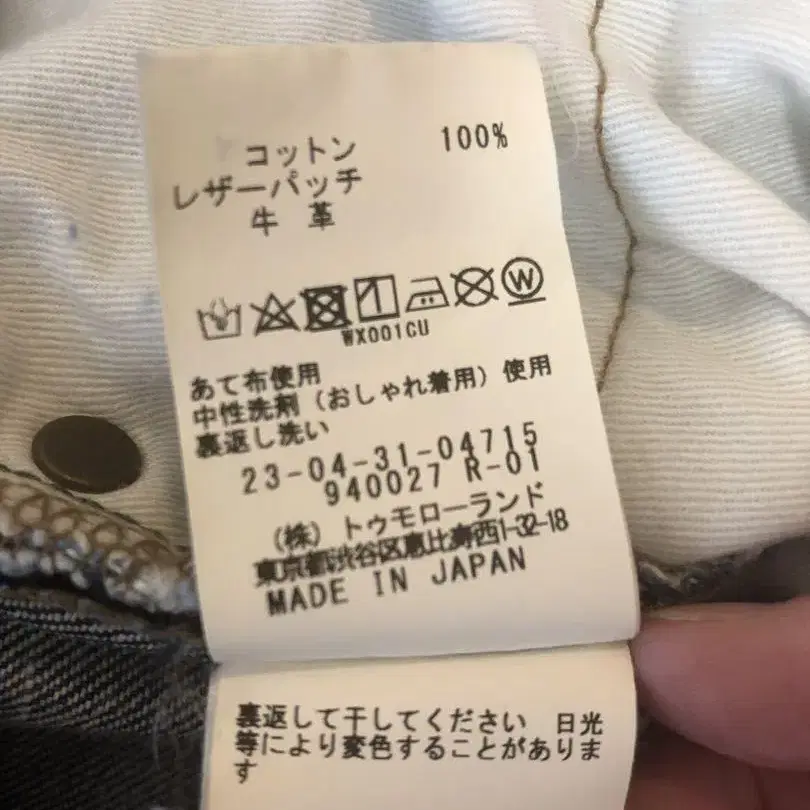 コットン 100%
レザーパッチ
牛 革
W
WX001CU
あて布使用
中性洗剤（おしゃれ着用）使用
裏返し洗い
23-04-31-04715
940027 R-01
（株）トゥモローランド
東京都渋谷区恵比寿西1-32-18
MADE IN JAPAN
裏返して干してください 日光
等により変色することがありま
す